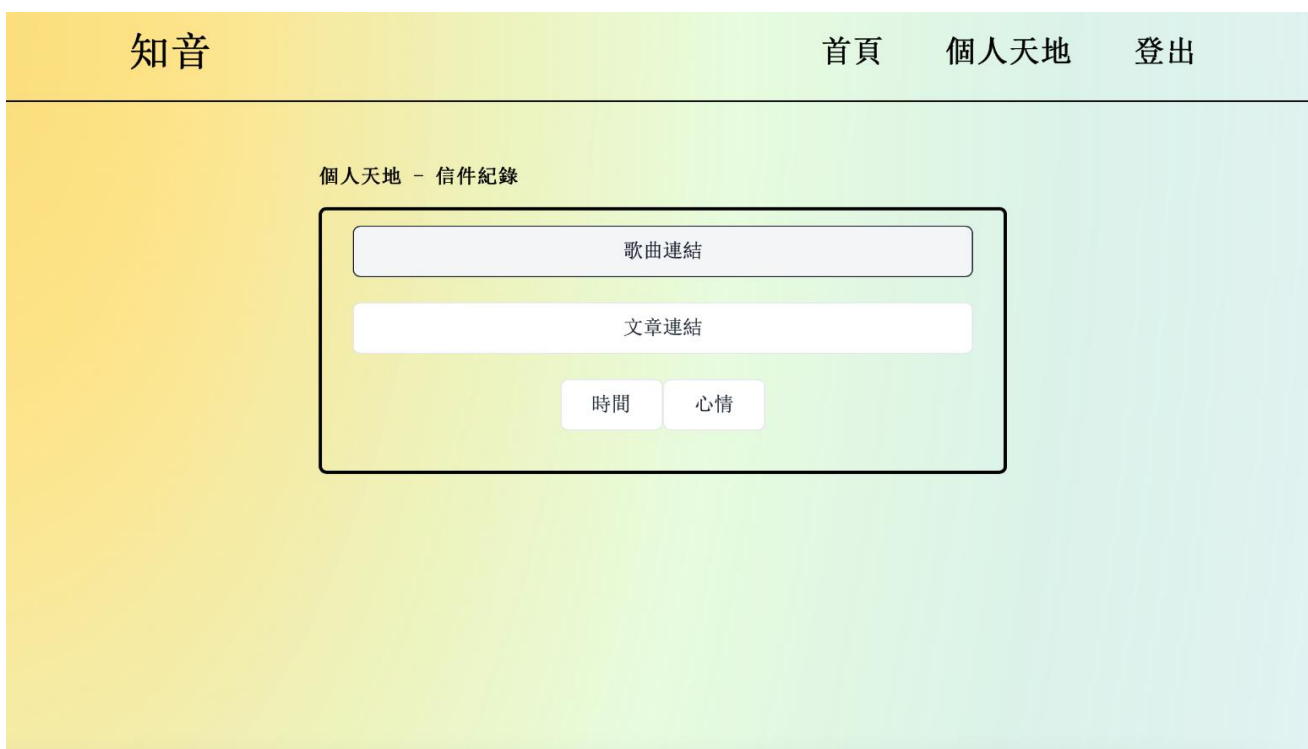 知音 首頁 個人天地 登出
個人天地 - 信件紀錄
歌曲連結
文章連結
時間 心情